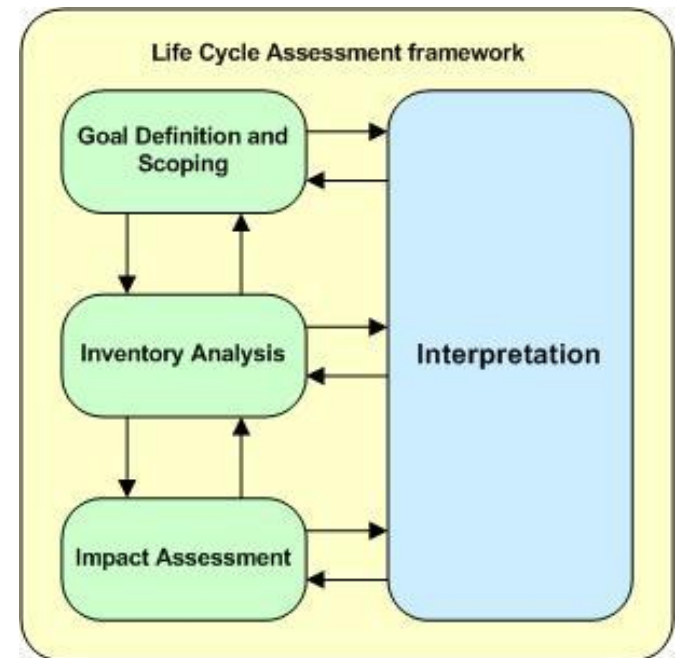 Life Cycle Assessment framework
Goal Definition and
Scoping
Inventory Analysis
Interpretation
Impact Assessment